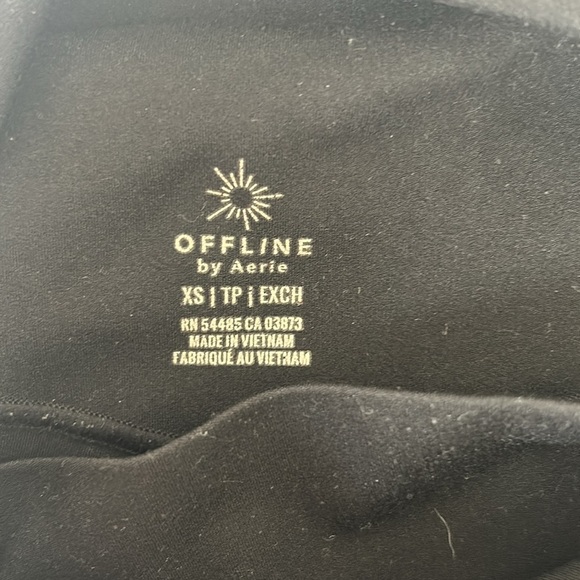 OFFLINE
by Aerie
XS | TP | EXCH
RN 54485 CA 03873
MADE IN VIETNAM
FABRIQUÉ AU VIETNAM